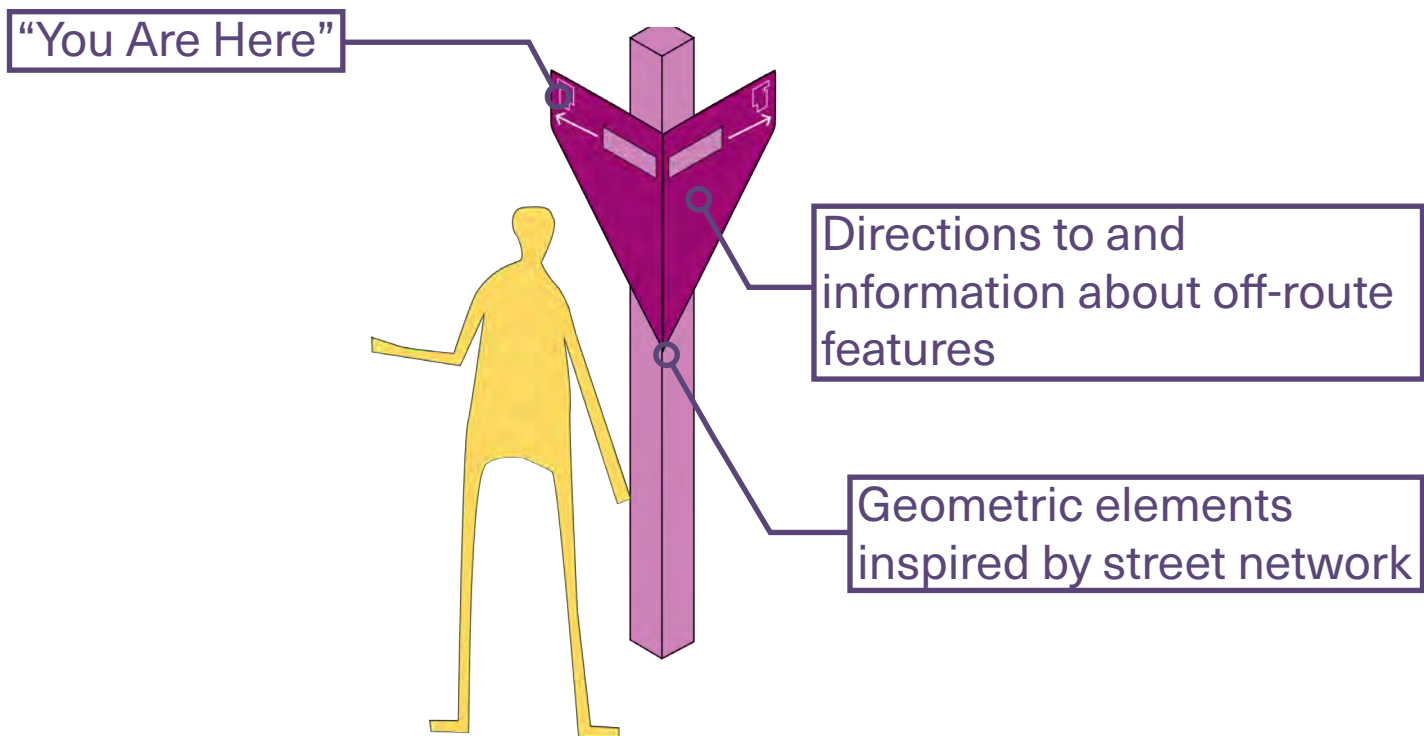 “You Are Here”
Directions to and
information about off-route
features
Geometric elements
inspired by street network